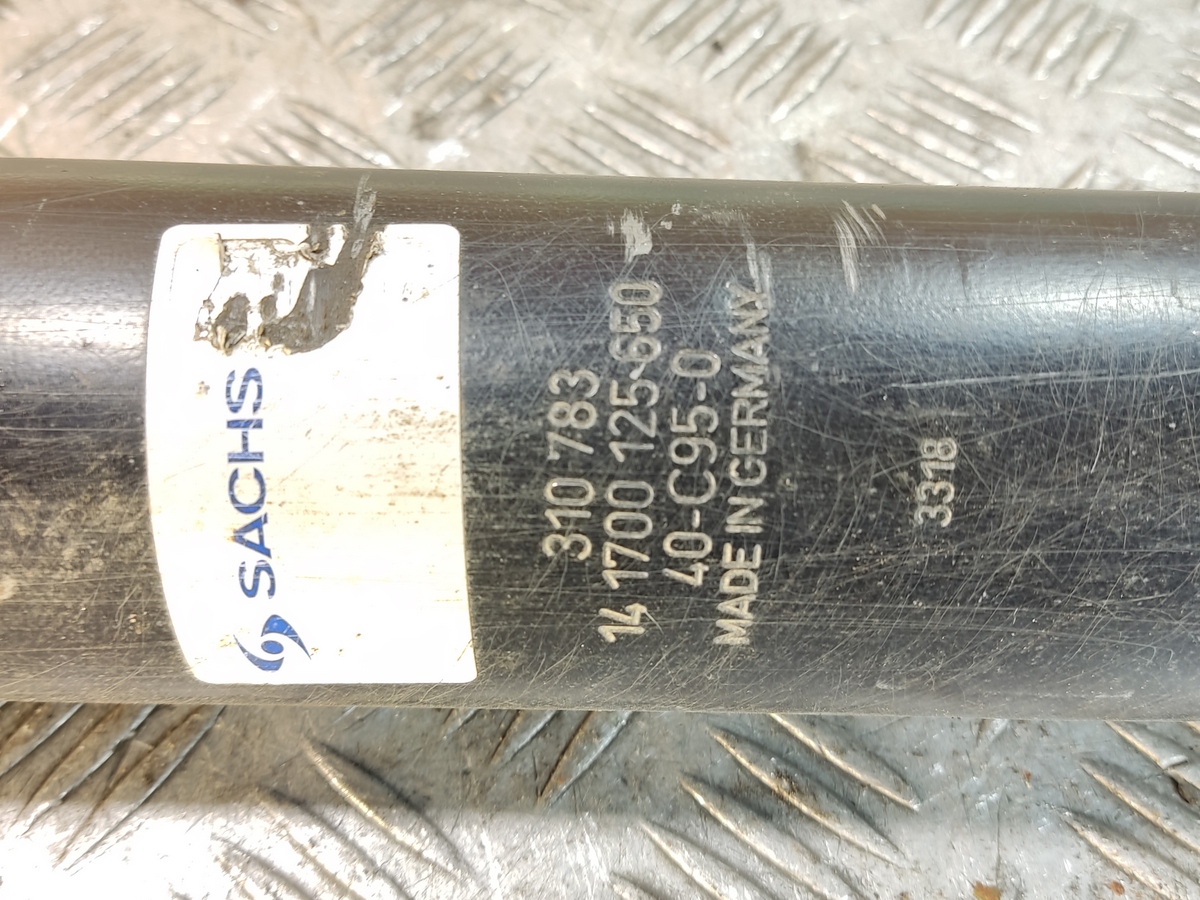 SACHS
310 783
14 1700 125-650
40-C95-0
MADE IN GERMANY
3318